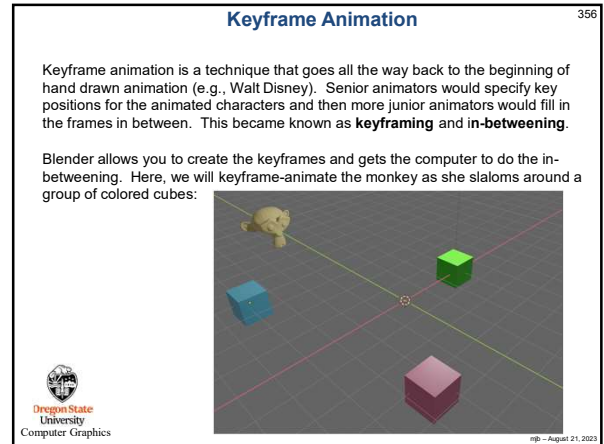 Keyframe Animation
356
Keyframe animation is a technique that goes all the way back to the beginning of
hand drawn animation (e.g., Walt Disney).  Senior animators would specify key
positions for the animated characters and then more junior animators would fill in
the frames in between.  This became known as keyframing and in-betweening.
Blender allows you to create the keyframes and gets the computer to do the in-
betweening.  Here, we will keyframe-animate the monkey as she slaloms around a
group of colored cubes:
Oregon State
University
Computer Graphics
mjb – August 21, 2023